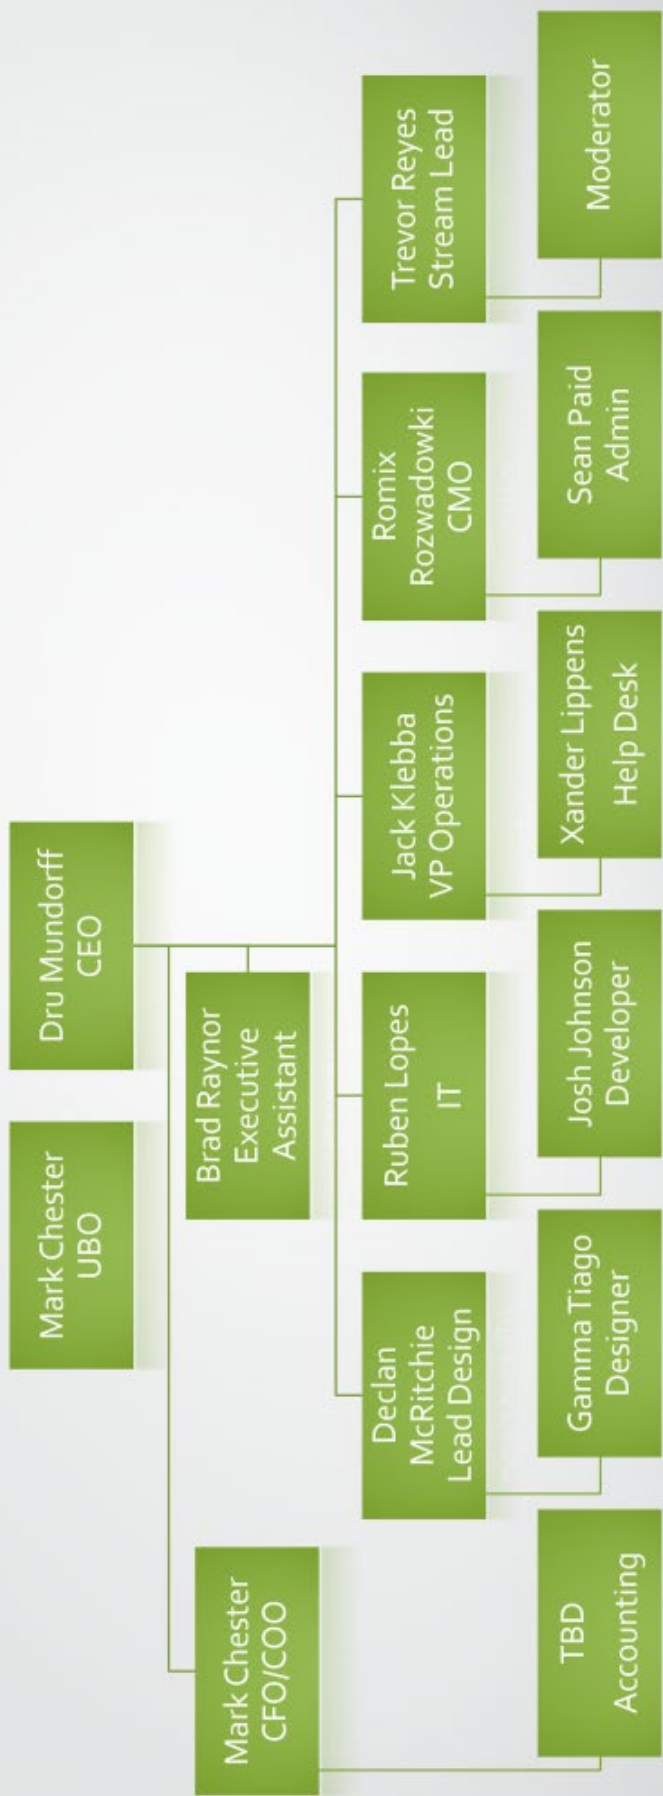 Mark Chester
UBO
Dru Mundorff
CEO
Mark Chester
CFO/COO
Brad Raynor
Executive
Assistant
Declan
McRitchie
Lead Design
Ruben Lopes
IT
Jack Klebba
VP Operations
Romix
Rozwadowki
CMO
Trevor Reyes
Stream Lead
TBD
Accounting
Gamma Tiago
Designer
Josh Johnson
Developer
Xander Lippens
Help Desk
Sean Paid
Admin
Moderator